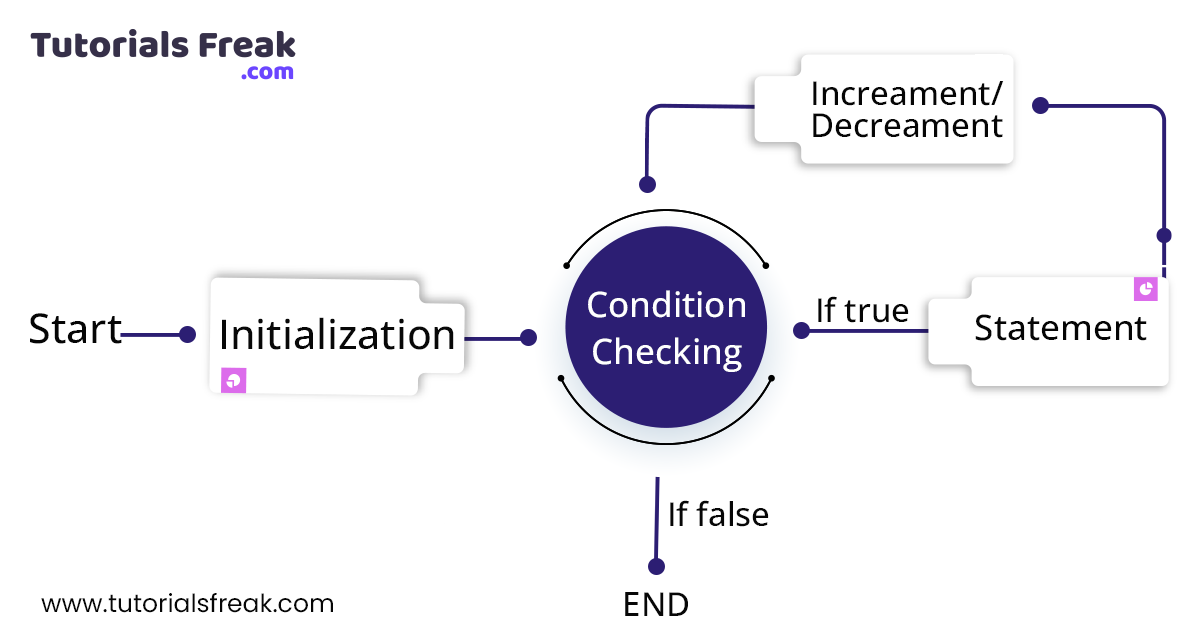 Tutorials Freak
.com
Increament/
Decreament
Start
Initialization
Condition
Checking
If true
Statement
If false
END
www.tutorialsfreak.com